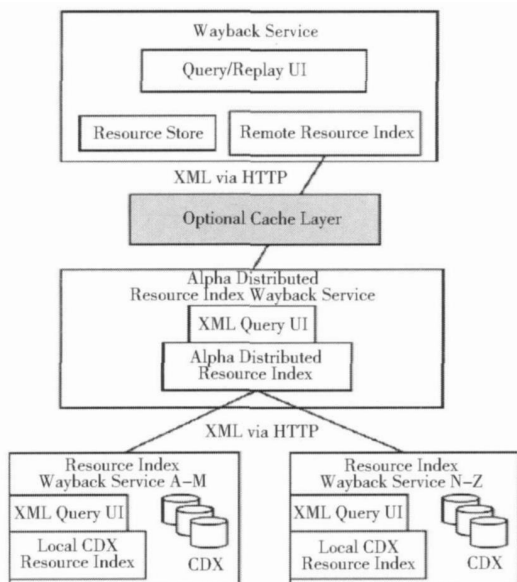 Wayback Service
Query/Replay UI
Resource Store
Remote Resource Index
XML via HTTP
Optional Cache Layer
Alpha Distributed
Resource Index Wayback Service
XML Query UI
Alpha Distributed
Resource Index
XML via HTTP
Resource Index
Wayback Service A-M
XML Query UI
Local CDX
Resource Index
CDX
Resource Index
Wayback Service N-Z
XML Query UI
Local CDX
Resource Index
CDX